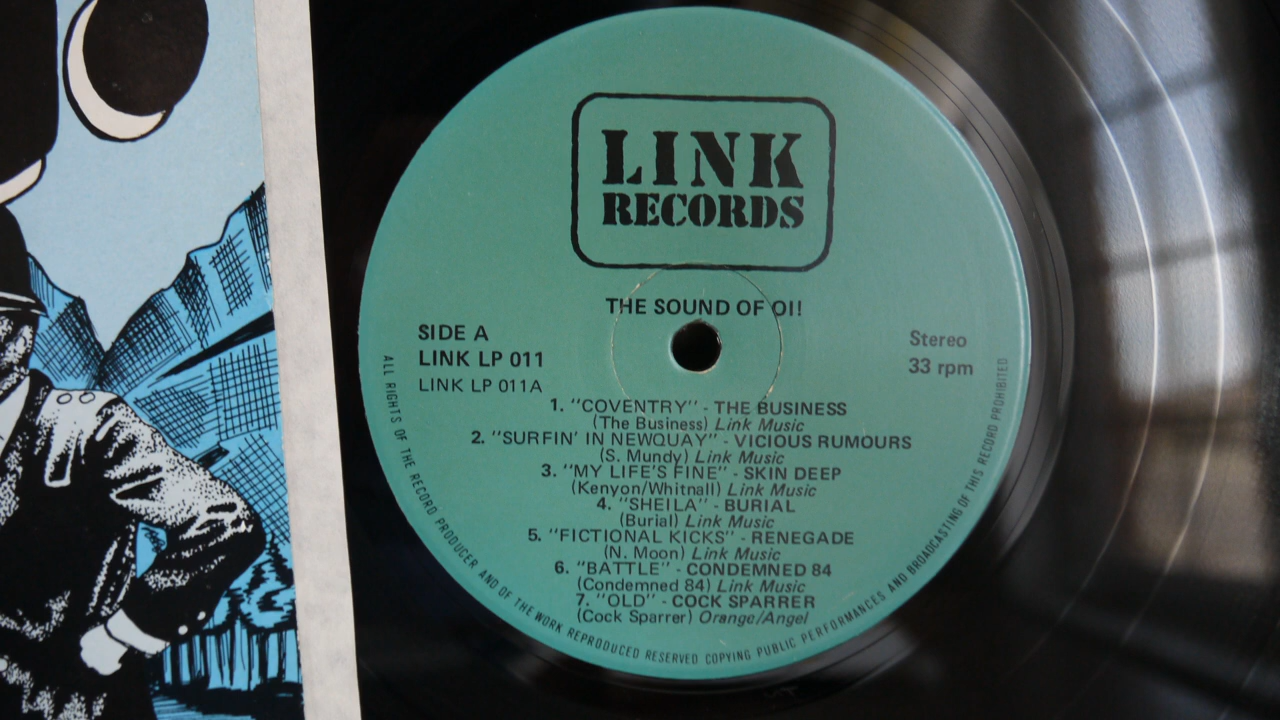 LINK
RECORDS
THE SOUND OF OI!
SIDE A
LINK LP 011
LINK LP 011A
Stereo
33 rpm
1. "COVENTRY" - THE BUSINESS
(The Business) Link Music
2. "SURFIN' IN NEWQUAY" - VICIOUS RUMOURS
(S. Mundy) Link Music
3. "MY LIFE'S FINE" - SKIN DEEP
(Kenyon/Whitnall) Link Music
4. "SHEILA" - BURIAL
(Burial) Link Music
5. "FICTIONAL KICKS" - RENEGADE
(N. Moon) Link Music
6. "BATTLE" - CONDEMNED 84
(Condemned 84) Link Music
7. "OLD" - COCK SPARRER
(Cock Sparrer) Orange/Angel
ALL RIGHTS OF THE RECORD PRODUCER AND OF THE WORK REPRODUCED RESERVED COPYING PUBLIC PERFORMANCES AND BROADCASTING OF THIS RECORD PROHIBITED